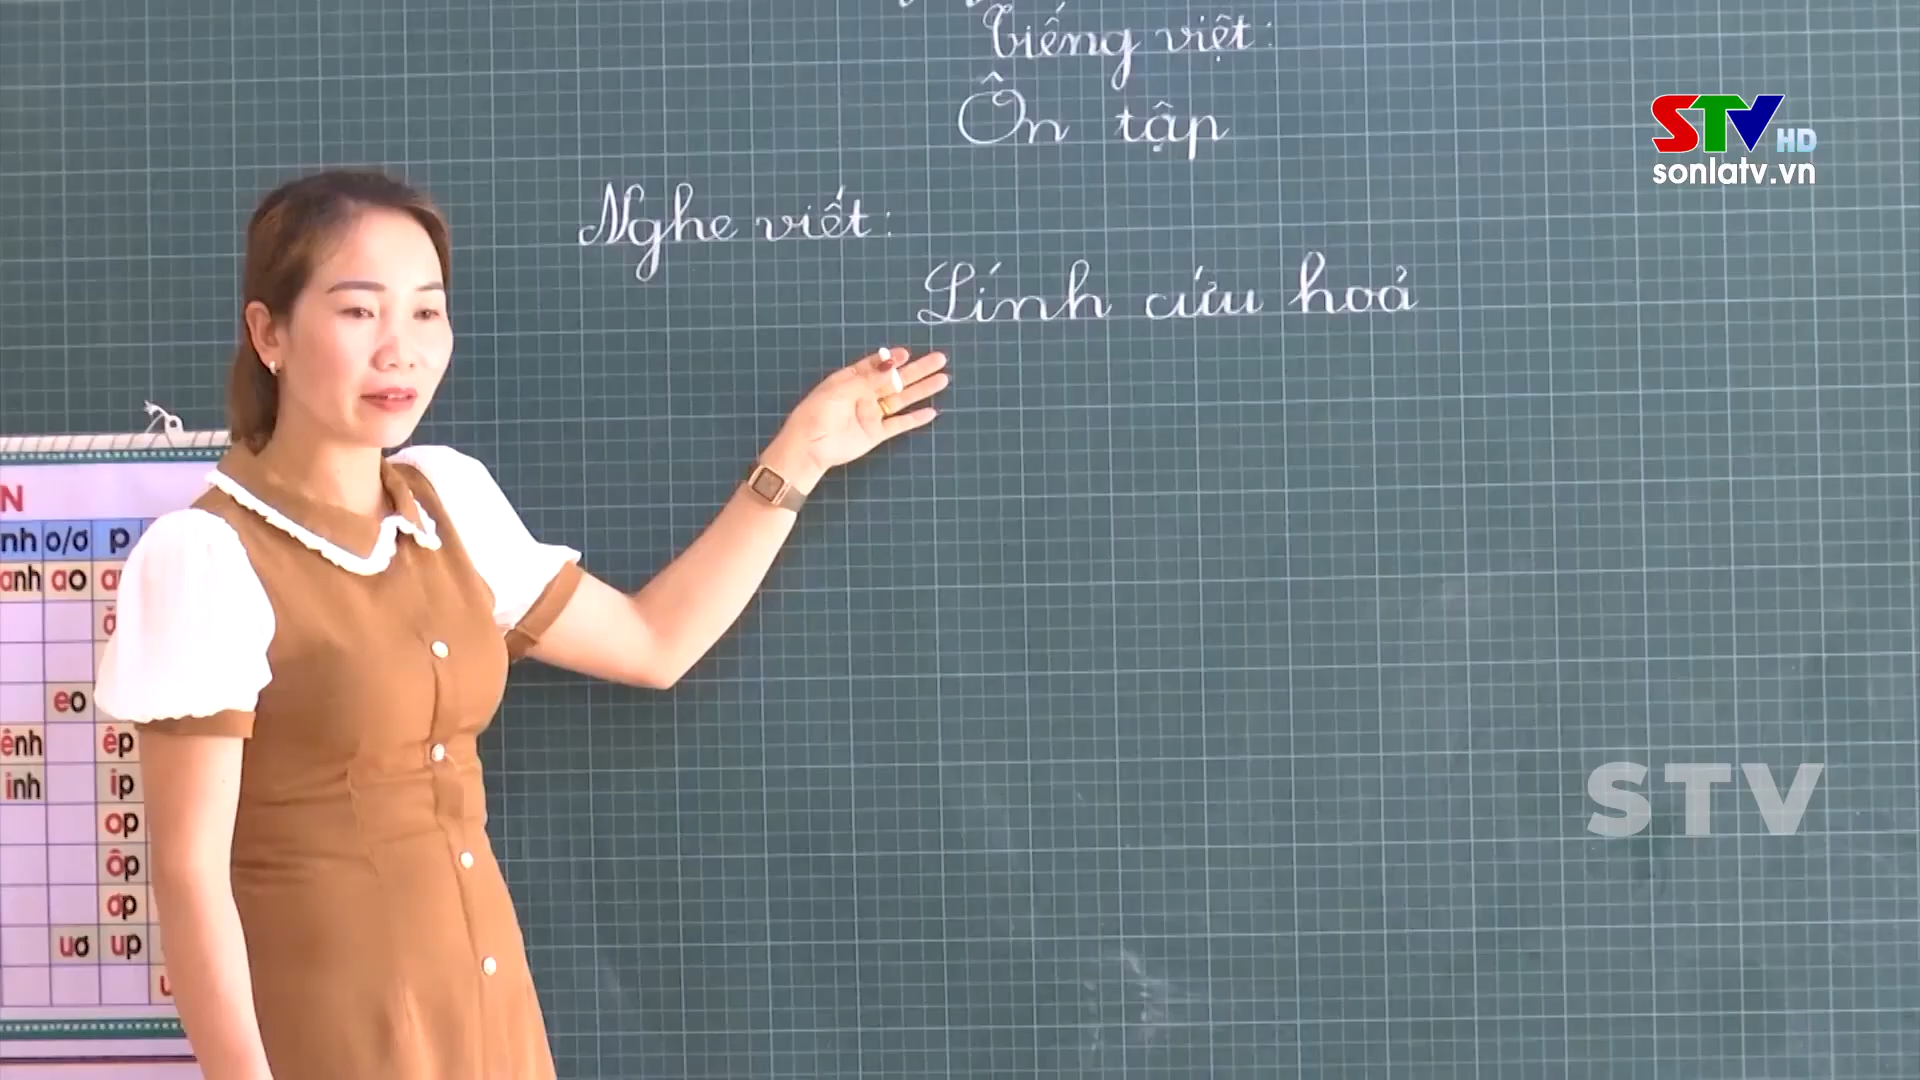 Tiếng việt:
Ôn tập
Nghe viết:
Lính cứu hoả
STV HD
sonlatv.vn
N
nh o/ơ p
anh ao
eo
ênh êp
inh ip
op
ôp
ơp
uơ up
STV